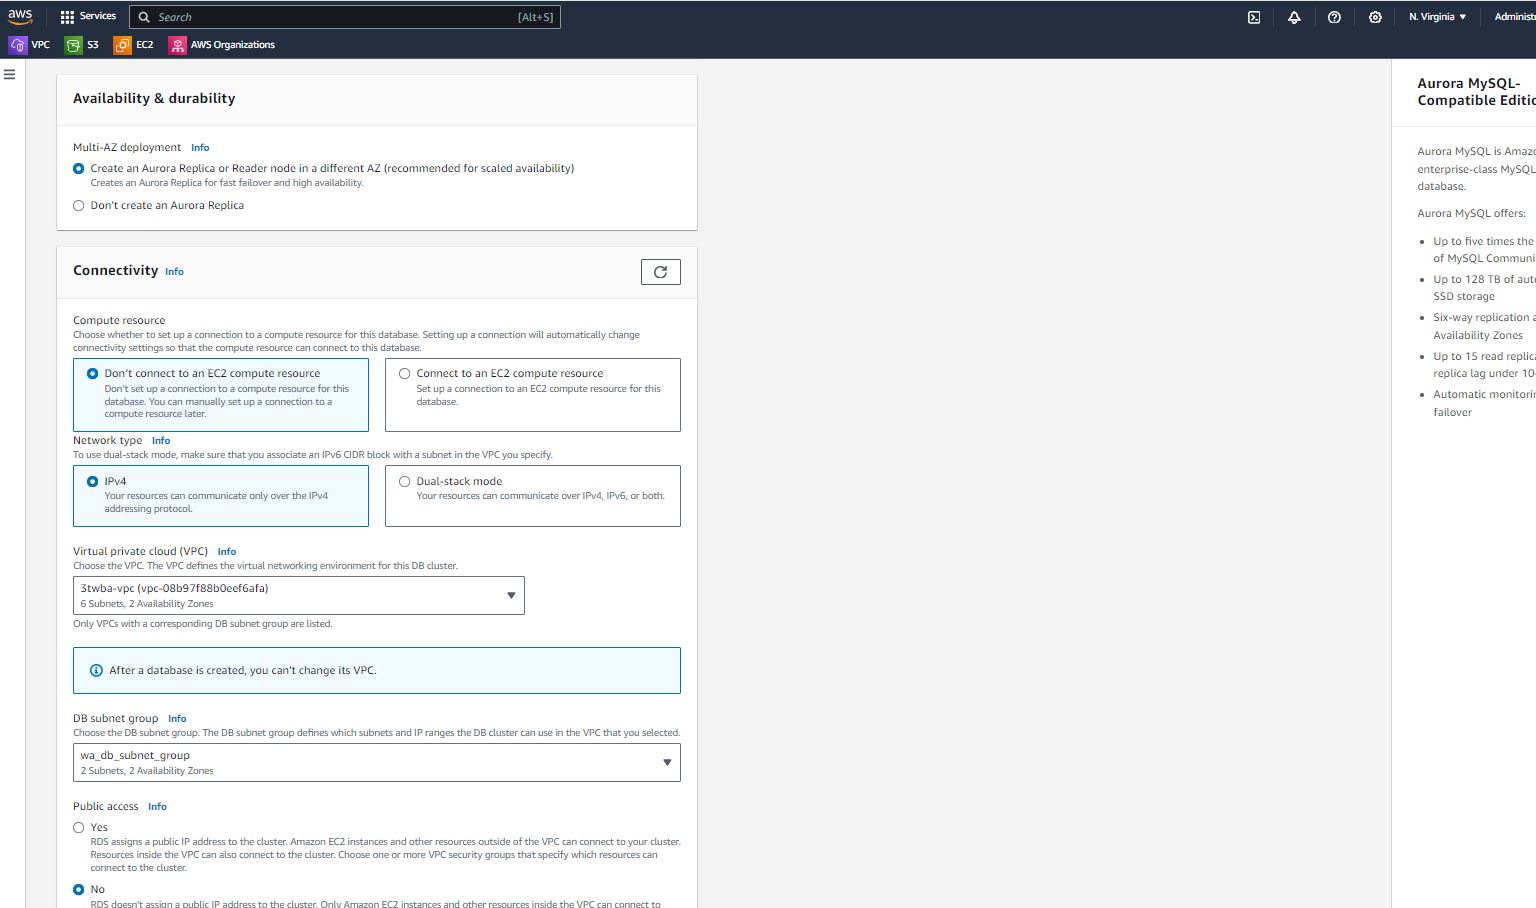 aws
Services
Search
[Alt+S]
N. Virginia
VPC
S3
EC2
AWS Organizations
Availability & durability
Multi-AZ deployment Info
Create an Aurora Replica or Reader node in a different AZ (recommended for scaled availability)
Creates an Aurora Replica for fast failover and high availability.
Don't create an Aurora Replica
Connectivity Info
Compute resource
Choose whether to set up a connection to a compute resource for this database. Setting up a connection will automatically change
connectivity settings so that the compute resource can connect to this database.
Don't connect to an EC2 compute resource
Don't set up a connection to a compute resource for this
database. You can manually set up a connection to a
compute resource later.
Connect to an EC2 compute resource
Set up a connection to an EC2 compute resource for this
database.
Network type Info
To use dual-stack mode, make sure that you associate an IPv6 CIDR block with a subnet in the VPC you specify.
IPv4
Your resources can communicate only over the IPv4
addressing protocol.
Dual-stack mode
Your resources can communicate over IPv4, IPv6, or both.
Virtual private cloud (VPC) Info
Choose the VPC. The VPC defines the virtual networking environment for this DB cluster.
3twba-vpc (vpc-08b97f88b0eef6afa)
6 Subnets, 2 Availability Zones
Only VPCs with a corresponding DB subnet group are listed.
After a database is created, you can't change its VPC.
DB subnet group Info
Choose the DB subnet group. The DB subnet group defines which subnets and IP ranges the DB cluster can use in the VPC that you selected.
wa_db_subnet_group
2 Subnets, 2 Availability Zones
Public access Info
Yes
RDS assigns a public IP address to the cluster. Amazon EC2 instances and other resources outside of the VPC can connect to your cluster.
Resources inside the VPC can also connect to the cluster. Choose one or more VPC security groups that specify which resources can
connect to the cluster.
No
RDS doesn't assign a public IP address to the cluster. Only Amazon EC2 instances and other resources inside the VPC can connect to
Aurora MySQL-
Compatible
Aurora MySQL is
enterprise-class MySQL
database.
Aurora MySQL offers:
Up to five times the
of MySQL
Up to 128 TB of
SSD storage
Six-way replication
Availability Zones
Up to 15 read
replica lag under
Automatic
failover